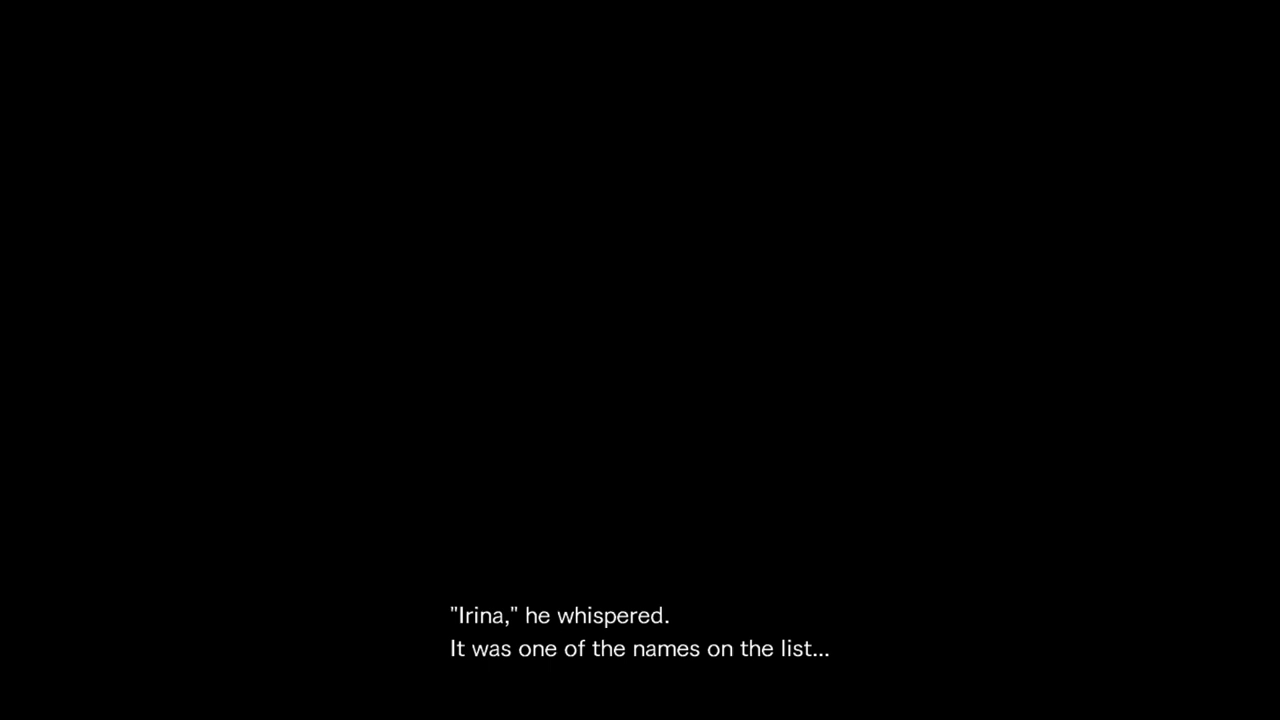 "Irina," he whispered.
It was one of the names on the list...